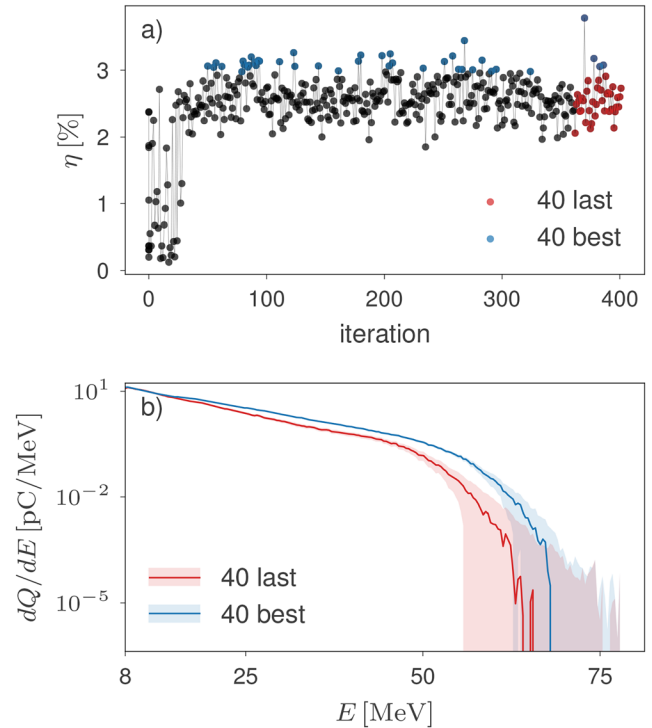 a)
η [%]
3
2
1
0
40 last
40 best
0 100 200 300 400
iteration
b)
dQ/dE [pC/MeV]
10^1
10^-2
10^-5
40 last
40 best
8 25 50 75
E [MeV]